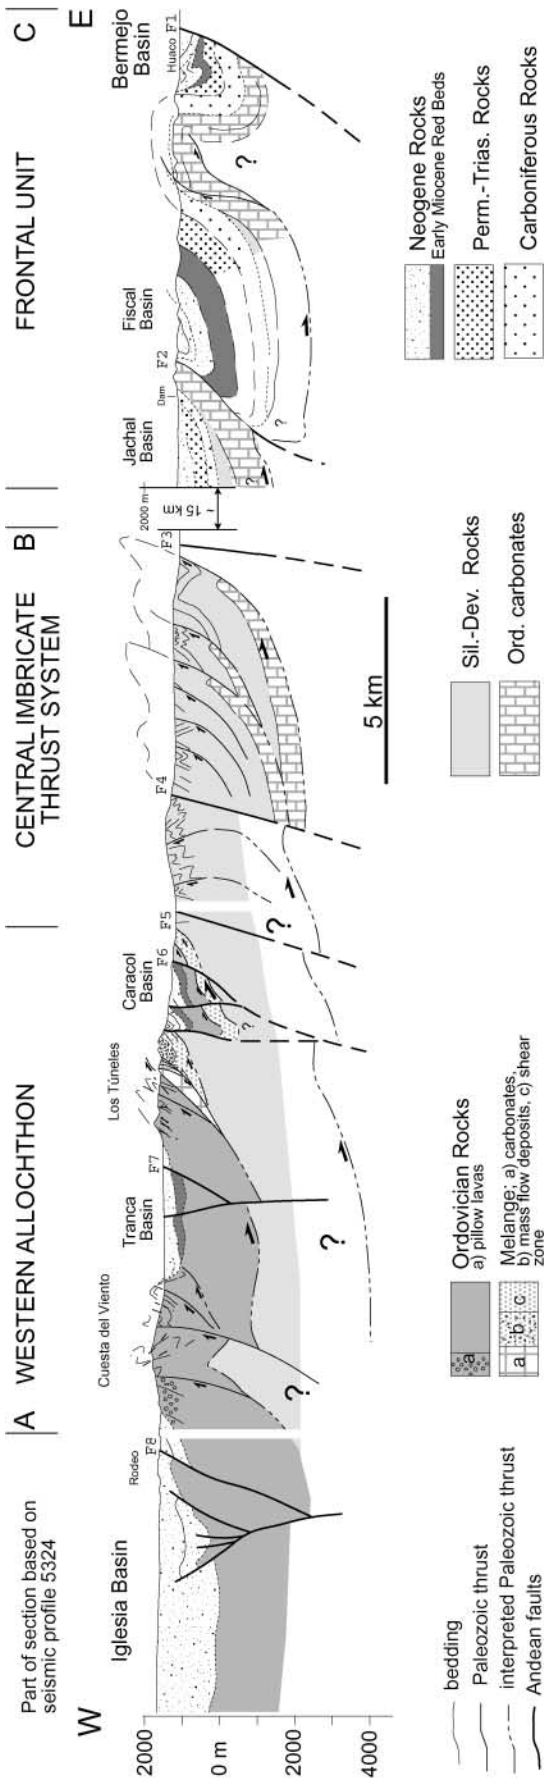 Part of section based on
seismic profile 5324
A
WESTERN ALLOCHTHON
CENTRAL IMBRICATE
THRUST SYSTEM
B
FRONTAL UNIT
C
W
E
Iglesia Basin
Rodeo
F8
Cuesta del Viento
Tranca
Basin
F7
Los Túneles
Caracol
Basin
F6
F5
F4
F3
2000 m
~ 15 km
Jachal
Basin
Dam
F2
Fiscal
Basin
Bermejo
Basin
Huaco
F1
2000
0 m
2000
4000
?
?
?
?
?
?
?
5 km
bedding
Paleozoic thrust
interpreted Paleozoic thrust
Andean faults
a
Ordovician Rocks
a) pillow lavas
a b c
Melange; a) carbonates,
b) mass flow deposits, c) shear
zone
Sil.-Dev. Rocks
Ord. carbonates
Neogene Rocks
Early Miocene Red Beds
Perm.-Trias. Rocks
Carboniferous Rocks